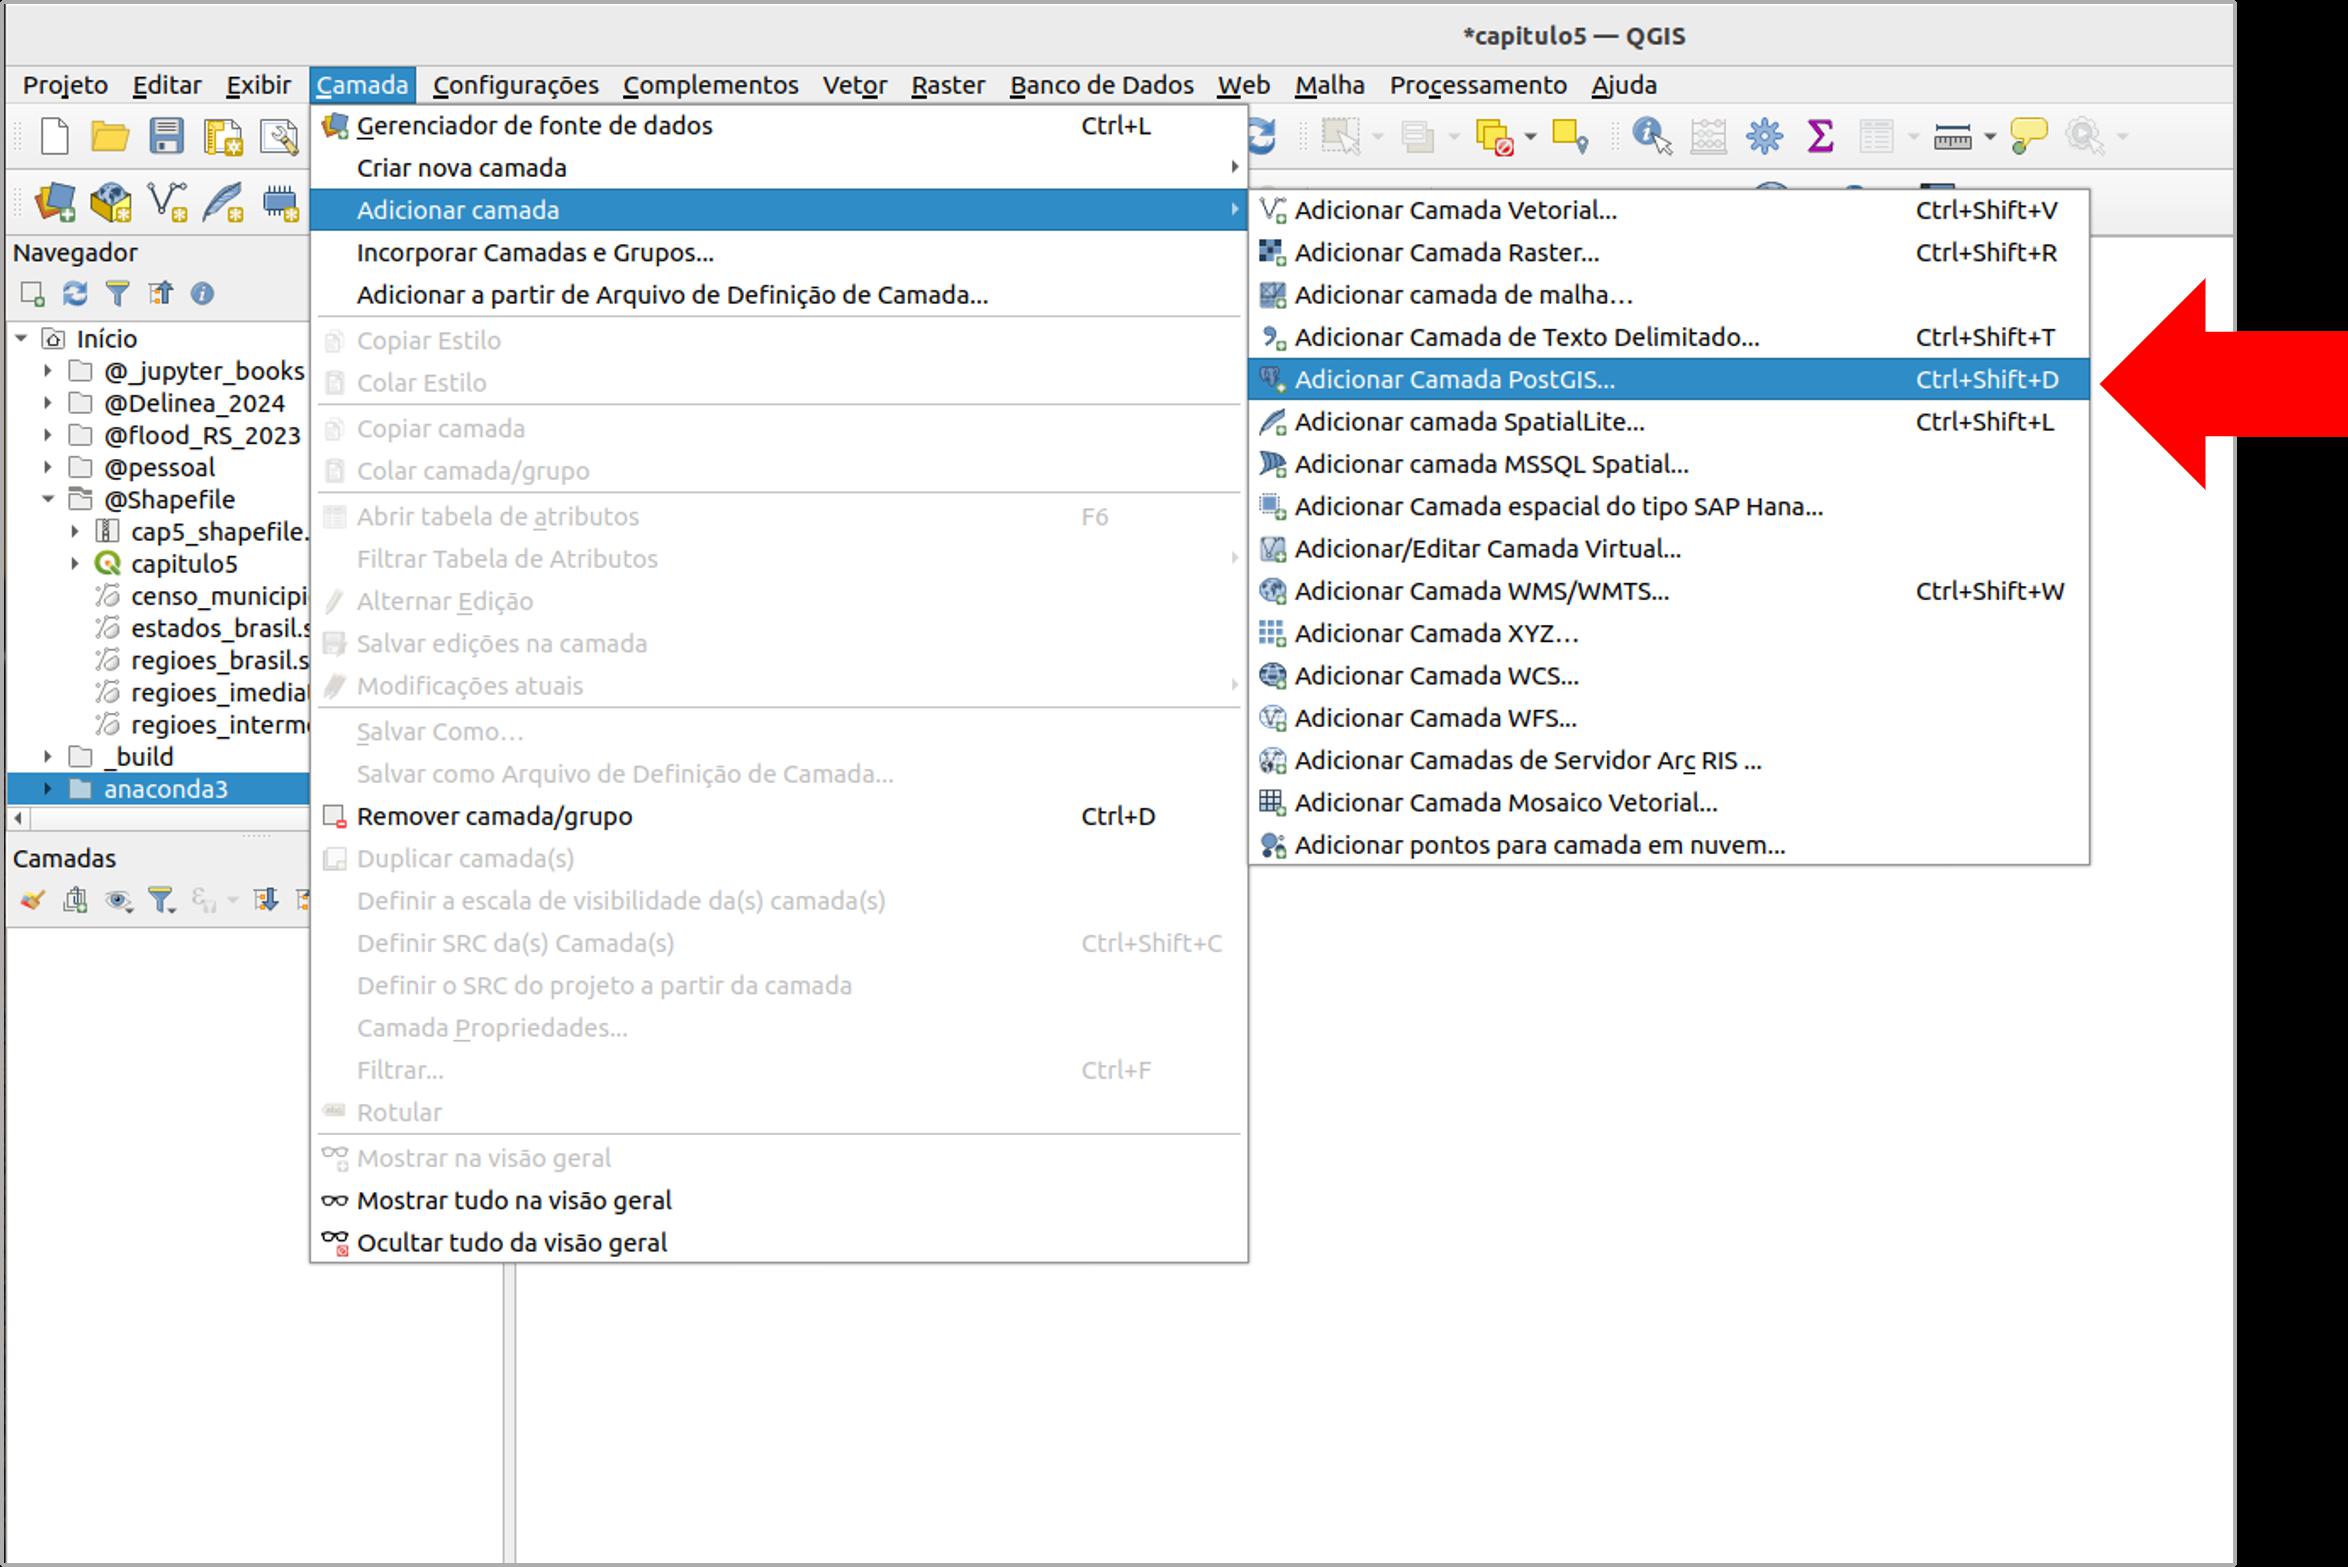 *capitulo5 — QGIS
Projeto Editar Exibir Camada Configurações Complementos Vetor Raster Banco de Dados Web Malha Processamento Ajuda
Gerenciador de fonte de dados Ctrl+L
Criar nova camada
Adicionar camada
Incorporar Camadas e Grupos...
Adicionar a partir de Arquivo de Definição de Camada...
Copiar Estilo
Colar Estilo
Copiar camada
Colar camada/grupo
Abrir tabela de atributos F6
Filtrar Tabela de Atributos
Alternar Edição
Salvar edições na camada
Modificações atuais
Salvar Como...
Salvar como Arquivo de Definição de Camada...
Remover camada/grupo Ctrl+D
Duplicar camada(s)
Definir a escala de visibilidade da(s) camada(s)
Definir SRC da(s) Camada(s) Ctrl+Shift+C
Definir o SRC do projeto a partir da camada
Camada Propriedades...
Filtrar... Ctrl+F
Rotular
Mostrar na visão geral
Mostrar tudo na visão geral
Ocultar tudo da visão geral
Adicionar Camada Vetorial... Ctrl+Shift+V
Adicionar Camada Raster... Ctrl+Shift+R
Adicionar camada de malha...
Adicionar Camada de Texto Delimitado... Ctrl+Shift+T
Adicionar Camada PostGIS... Ctrl+Shift+D
Adicionar camada SpatialLite... Ctrl+Shift+L
Adicionar camada MSSQL Spatial...
Adicionar Camada espacial do tipo SAP Hana...
Adicionar/Editar Camada Virtual...
Adicionar Camada WMS/WMTS... Ctrl+Shift+W
Adicionar Camada XYZ...
Adicionar Camada WCS...
Adicionar Camada WFS...
Adicionar Camadas de Servidor Arc RIS ...
Adicionar Camada Mosaico Vetorial...
Adicionar pontos para camada em nuvem...
Navegador
Início
@_jupyter_books
@Delinea_2024
@flood_RS_2023
@pessoal
@Shapefile
cap5_shapefile.
capitulo5
censo_municipi
estados_brasil.s
regioes_brasil.s
regioes_imedia
regioes_interm
_build
anaconda3
Camadas